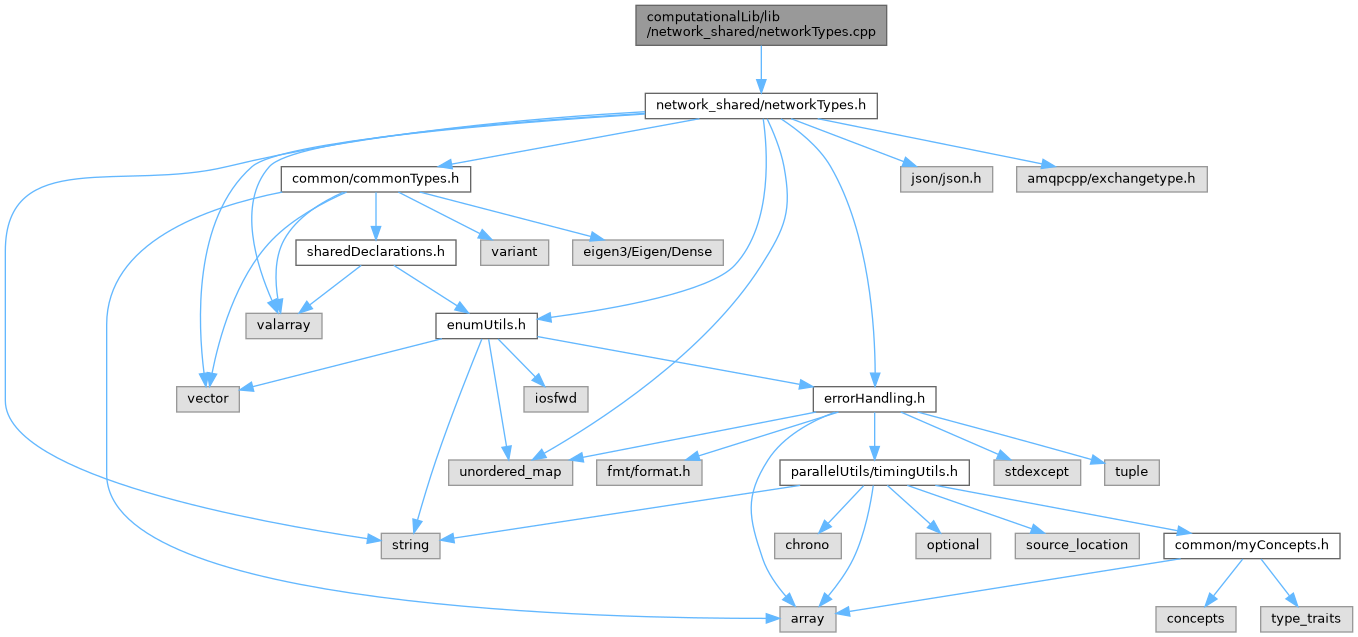 computationalLib/lib
/network_shared/networkTypes.cpp
network_shared/networkTypes.h
common/commonTypes.h
json/json.h
amqpcpp/exchangetype.h
sharedDeclarations.h
variant
eigen3/Eigen/Dense
valarray
enumUtils.h
vector
iosfwd
errorHandling.h
unordered_map
fmt/format.h
parallelUtils/timingUtils.h
stdexcept
tuple
string
chrono
optional
source_location
common/myConcepts.h
array
concepts
type_traits